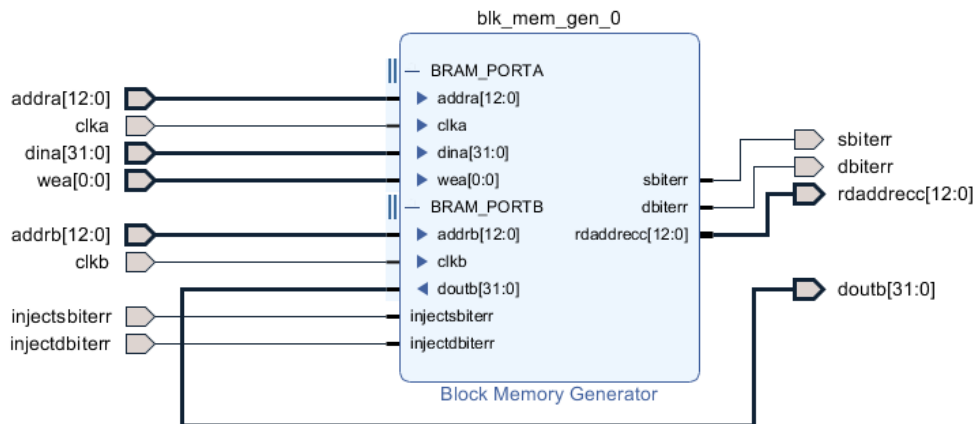 blk_mem_gen_0
BRAM_PORTA
addra[12:0]
addra[12:0]
clka
clka
dina[31:0]
dina[31:0]
wea[0:0]
wea[0:0]
sbiterr
sbiterr
dbiterr
dbiterr
BRAM_PORTB
rdaddrecc[12:0]
addrb[12:0]
addrb[12:0]
rdaddrecc[12:0]
clkb
clkb
doutb[31:0]
doutb[31:0]
injectsbiterr
injectsbiterr
injectdbiterr
injectdbiterr
Block Memory Generator